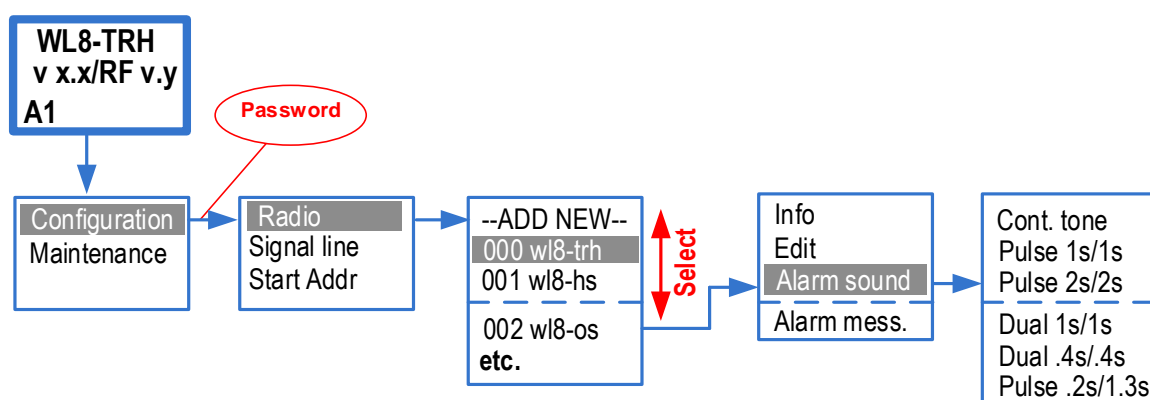 WL8-TRH
v x.x/RF v.y
A1
Password
Configuration
Maintenance
Radio
Signal line
Start Addr
--ADD NEW--
000 wl8-trh
001 wl8-hs
002 wl8-os
etc.
Select
Info
Edit
Alarm sound
Alarm mess.
Cont. tone
Pulse 1s/1s
Pulse 2s/2s
Dual 1s/1s
Dual .4s/.4s
Pulse .2s/1.3s